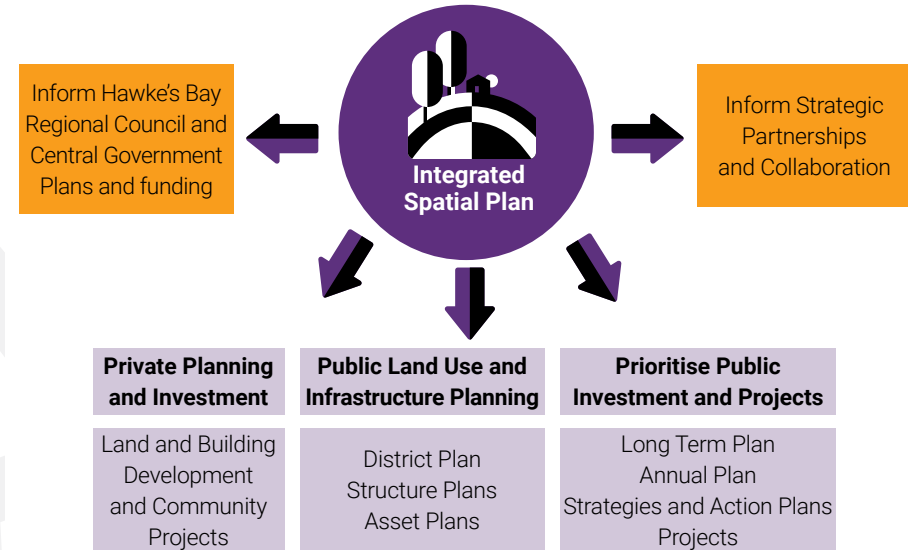 Inform Hawke's Bay
Regional Council and
Central Government
Plans and funding
Integrated
Spatial Plan
Inform Strategic
Partnerships
and Collaboration
Private Planning
and Investment
Land and Building
Development
and Community
Projects
Public Land Use and
Infrastructure Planning
District Plan
Structure Plans
Asset Plans
Prioritise Public
Investment and Projects
Long Term Plan
Annual Plan
Strategies and Action Plans
Projects